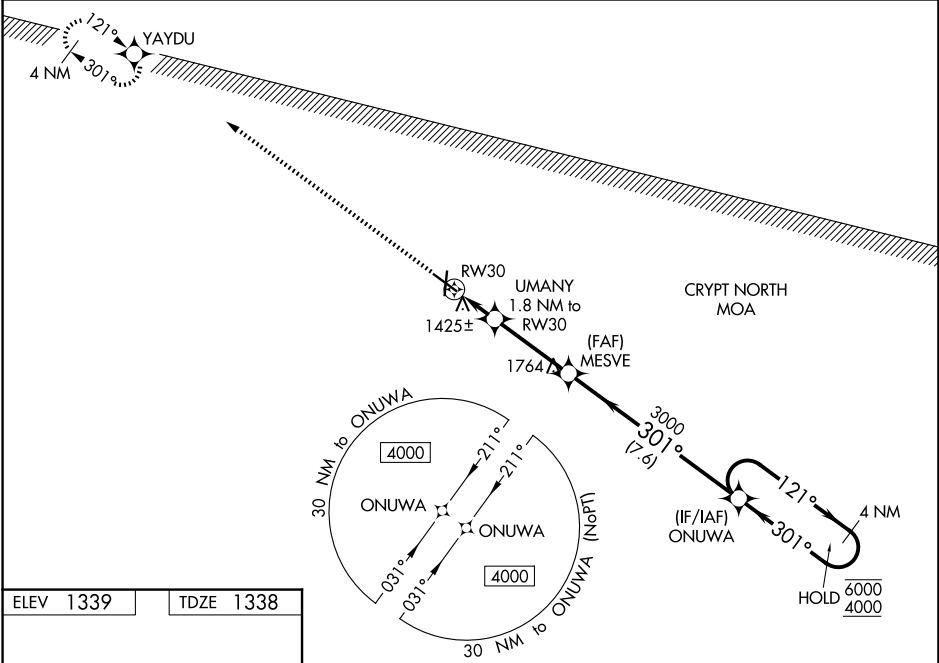 121°
YAYDU
301°
4 NM
RW30
UMANY
1.8 NM to
RW30
1425±
CRYPT NORTH
MOA
(FAF)
MESVE
1764
3000
301°
(7.6)
121°
4 NM
301°
(IF/IAF)
ONUWA
HOLD 6000
4000
30 NM to ONUWA
4000
211°
211°
ONUWA
ONUWA
031°
031°
4000
30 NM to ONUWA (NoPT)
ELEV 1339
TDZE 1338